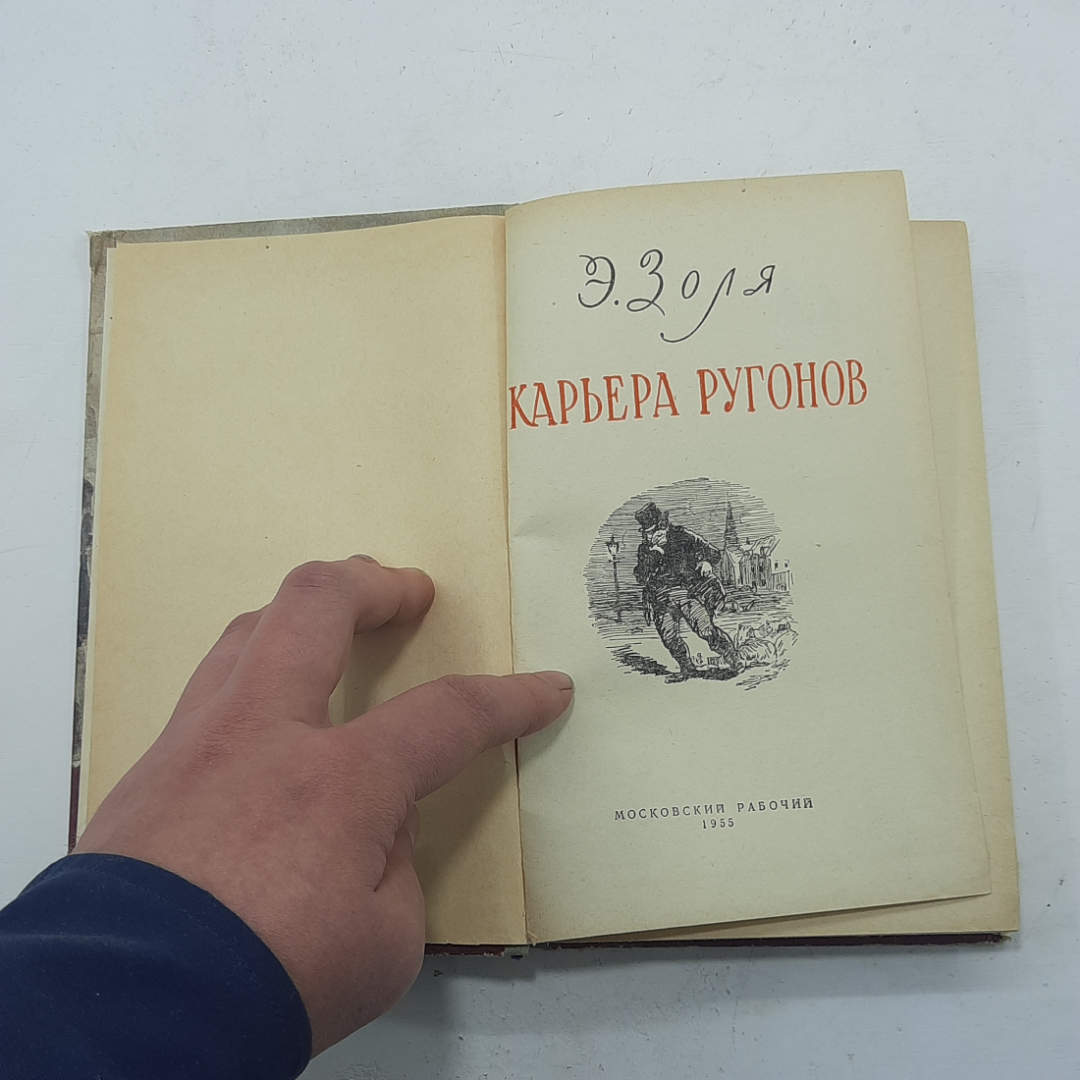 Э. Золя
КАРЬЕРА РУГОНОВ
МОСКОВСКИЙ РАБОЧИЙ
1955